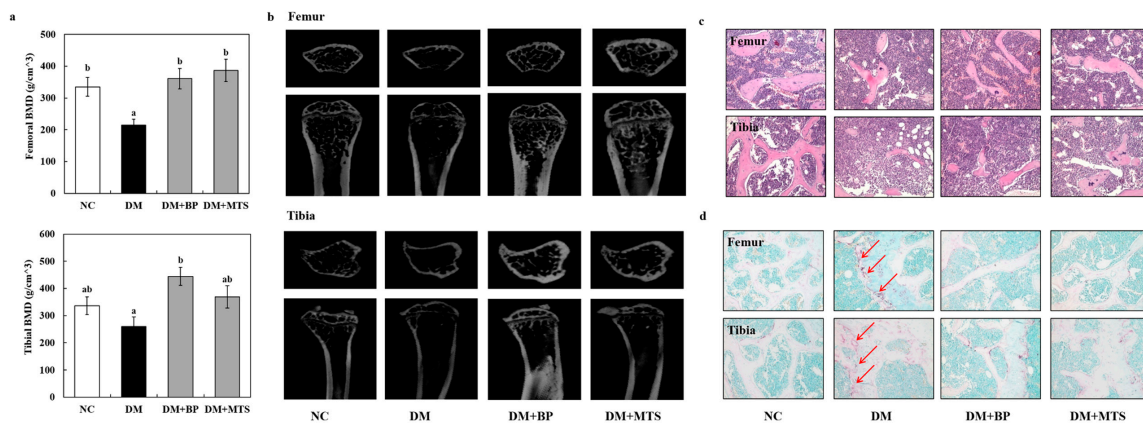 a
500
400
300
200
100
0
Femoral BMD (g/cm^3)
b
a
b
b
NC
DM
DM+BP
DM+MTS
600
500
400
300
200
100
0
Tibial BMD (g/cm^3)
ab
a
b
ab
NC
DM
DM+BP
DM+MTS
b
Femur
Tibia
NC
DM
DM+BP
DM+MTS
c
Femur
Tibia
d
Femur
Tibia
NC
DM
DM+BP
DM+MTS